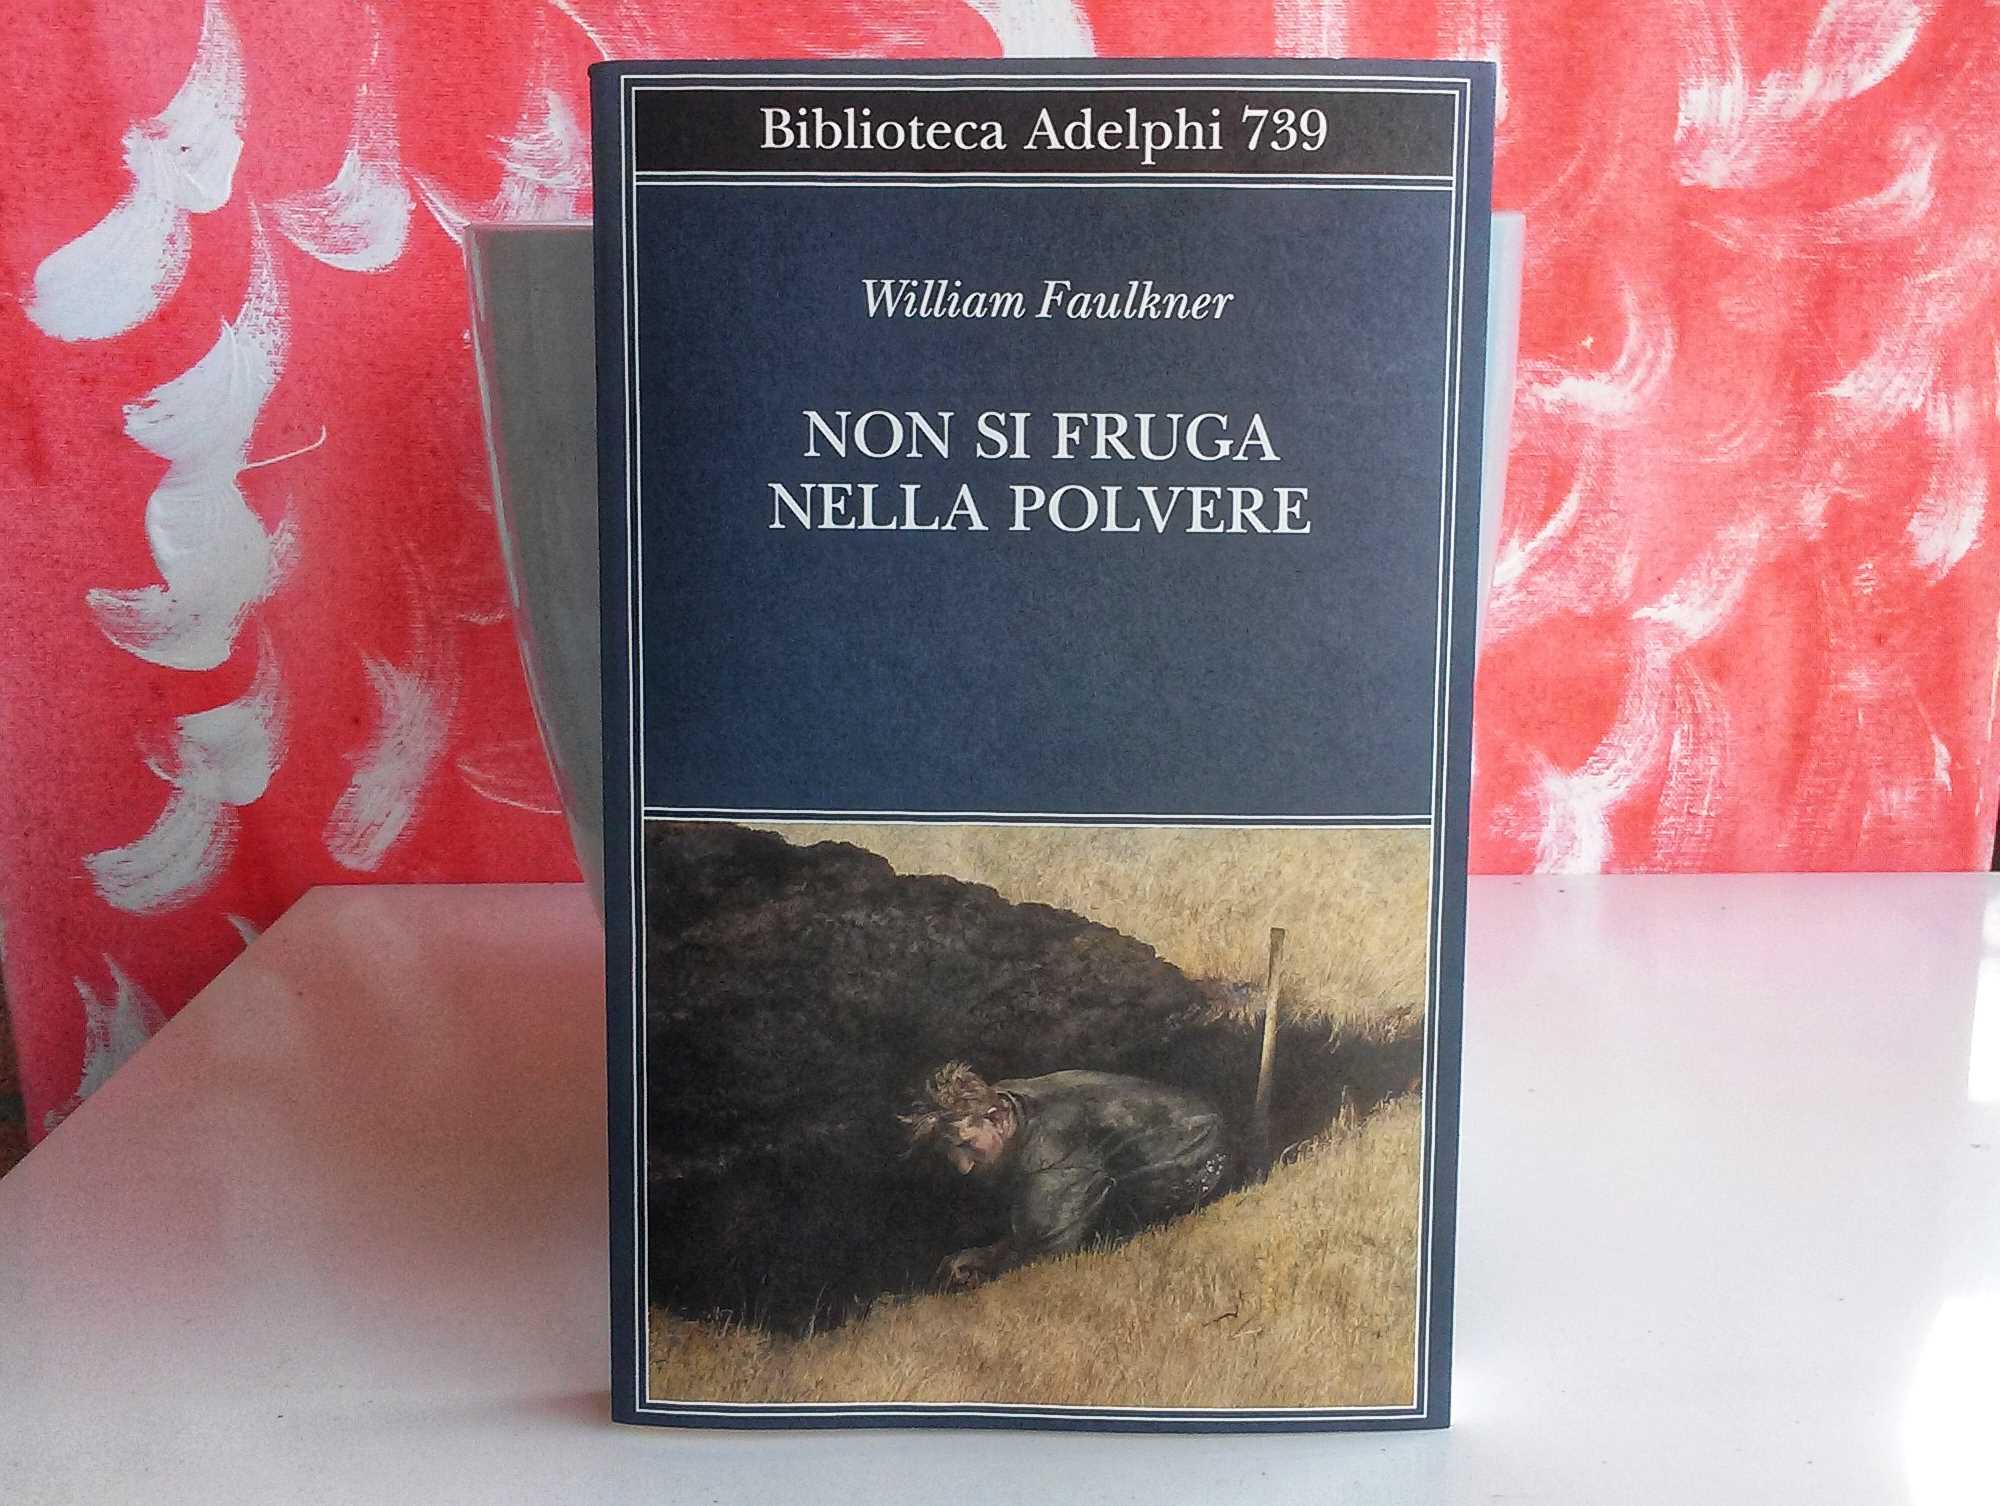 Biblioteca Adelphi 739
William Faulkner
NON SI FRUGA
NELLA POLVERE